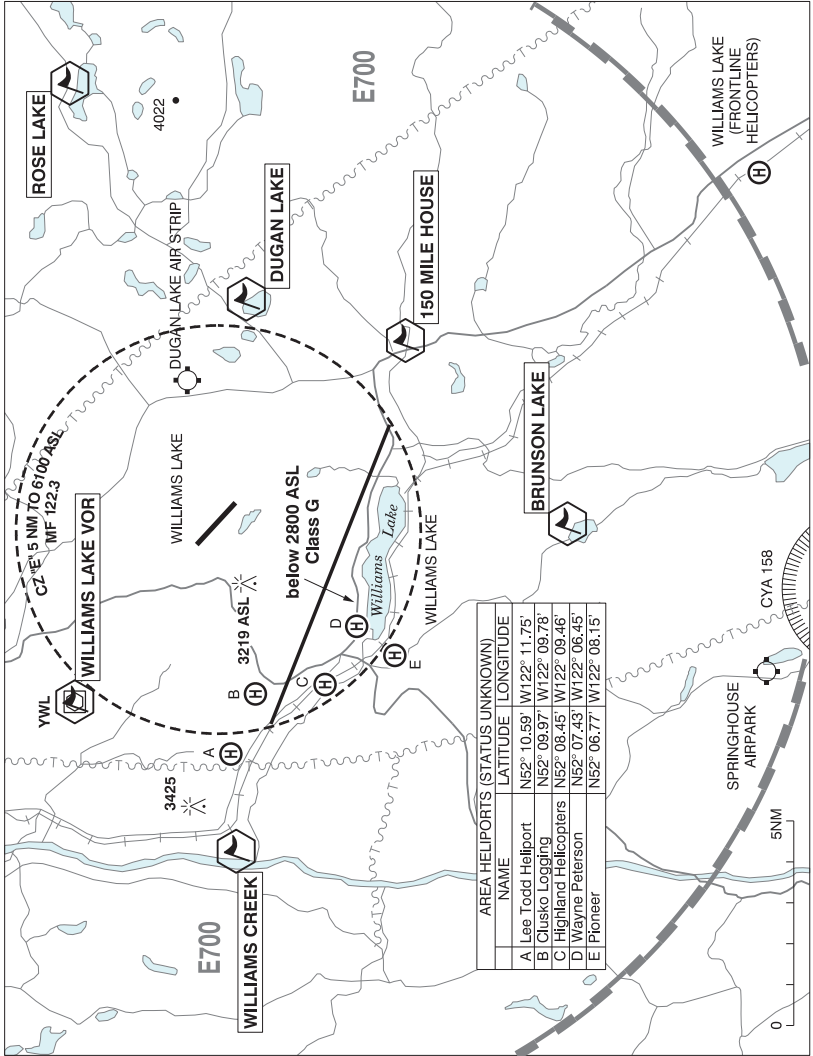 ROSE LAKE
4022
E700
DUGAN LAKE AIR STRIP
DUGAN LAKE
150 MILE HOUSE
WILLIAMS LAKE
(FRONTLINE
HELICOPTERS)
H
CZ "E" 5 NM TO 6100 ASL
MF 122.3
WILLIAMS LAKE
YWL
WILLIAMS LAKE VOR
3219 ASL
below 2800 ASL
Class G
Williams Lake
WILLIAMS LAKE
BRUNSON LAKE
A
H
B
H
C
H
D
H
E
H
3425
WILLIAMS CREEK
E700
CYA 158
SPRINGHOUSE
AIRPARK
AREA HELIPORTS (STATUS UNKNOWN)
NAME LATITUDE LONGITUDE
A Lee Todd Heliport N52° 10.59' W122° 11.75'
B Clusko Logging N52° 09.97' W122° 09.78'
C Highland Helicopters N52° 08.45' W122° 09.46'
D Wayne Peterson N52° 07.43' W122° 06.45'
E Pioneer N52° 06.77' W122° 08.15'
0 5NM